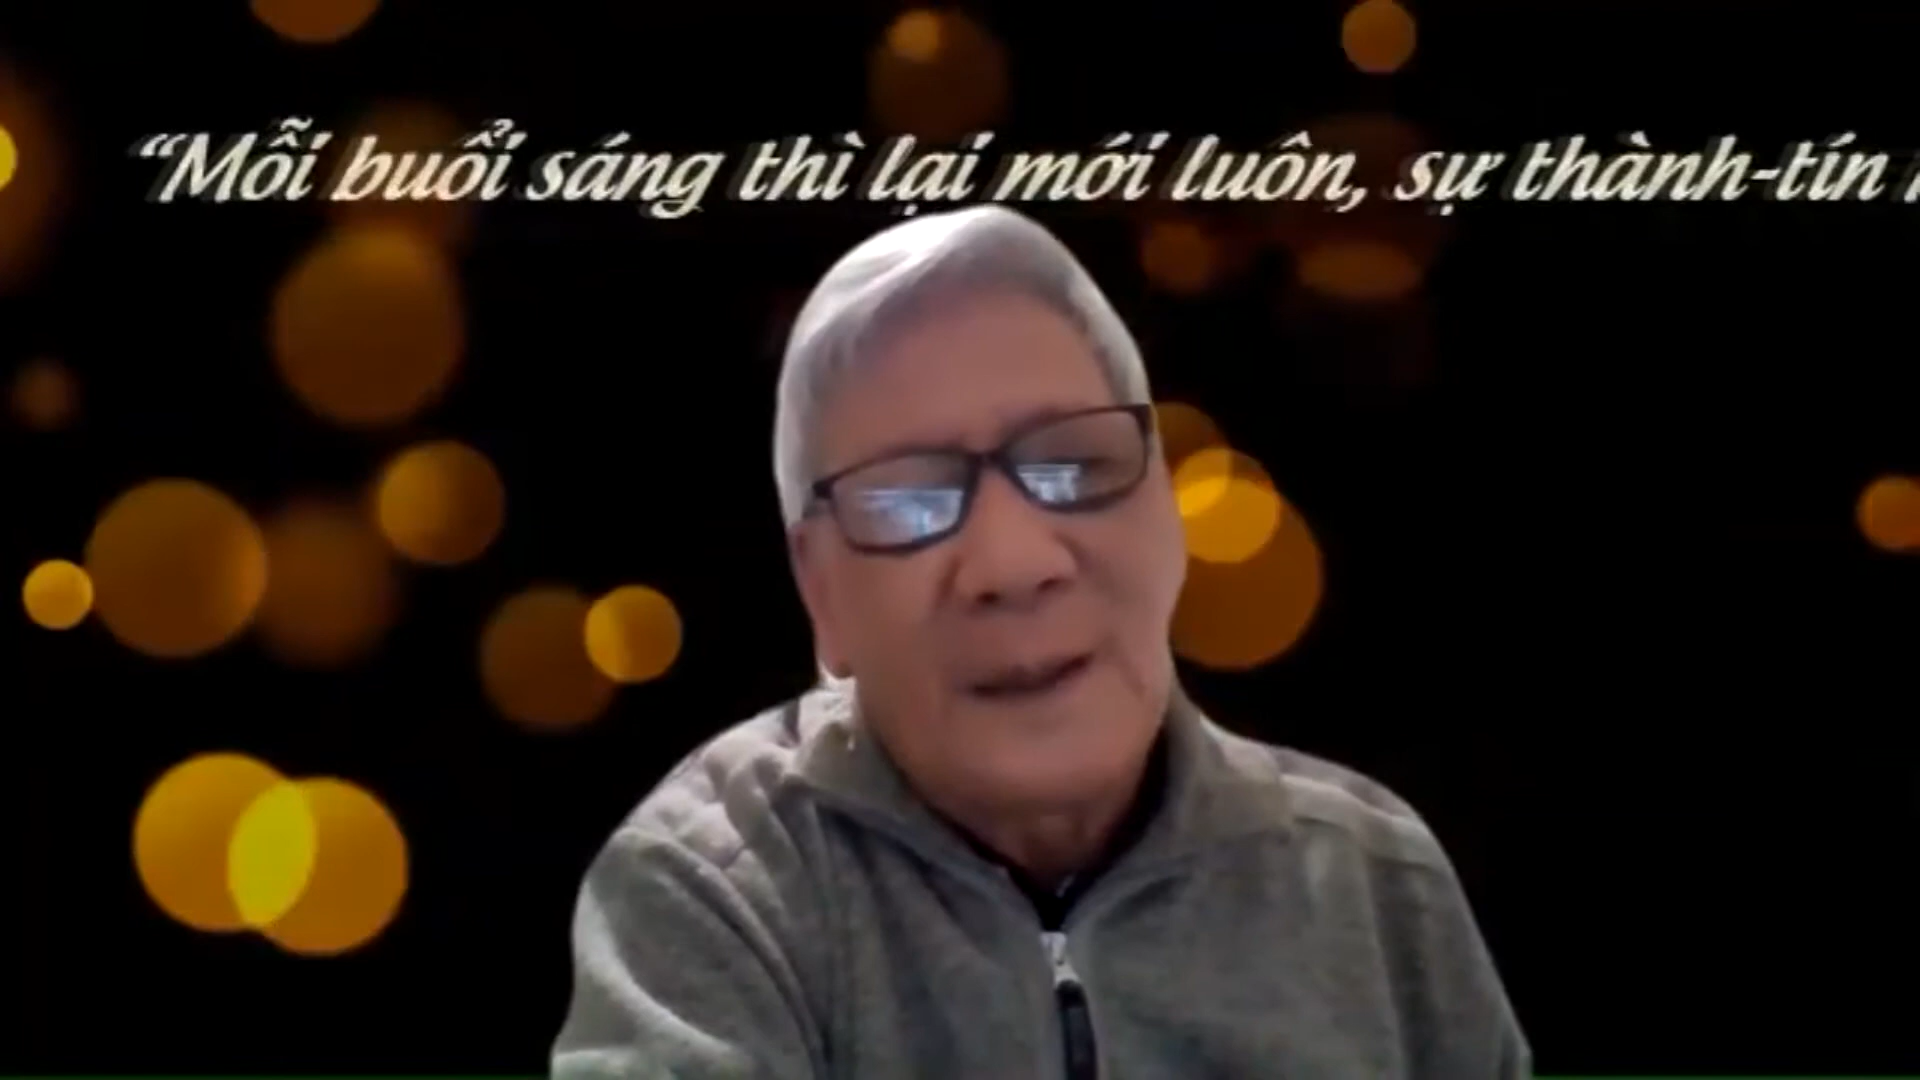 “Mỗi buổi sáng thì lại mới luôn, sự thành-tín